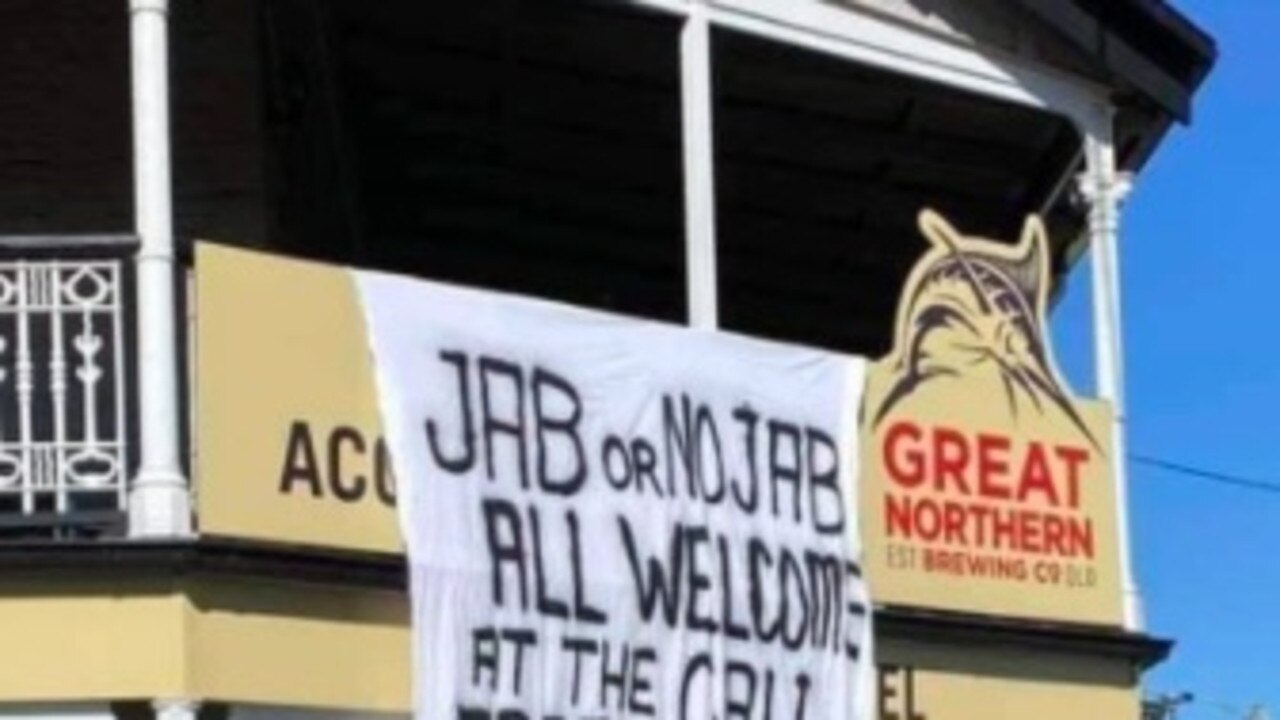 JAB OR NO JAB
ALL WELCOME
AT THE
ACC
GREAT
NORTHERN
EST BREWING CO QLD
EL